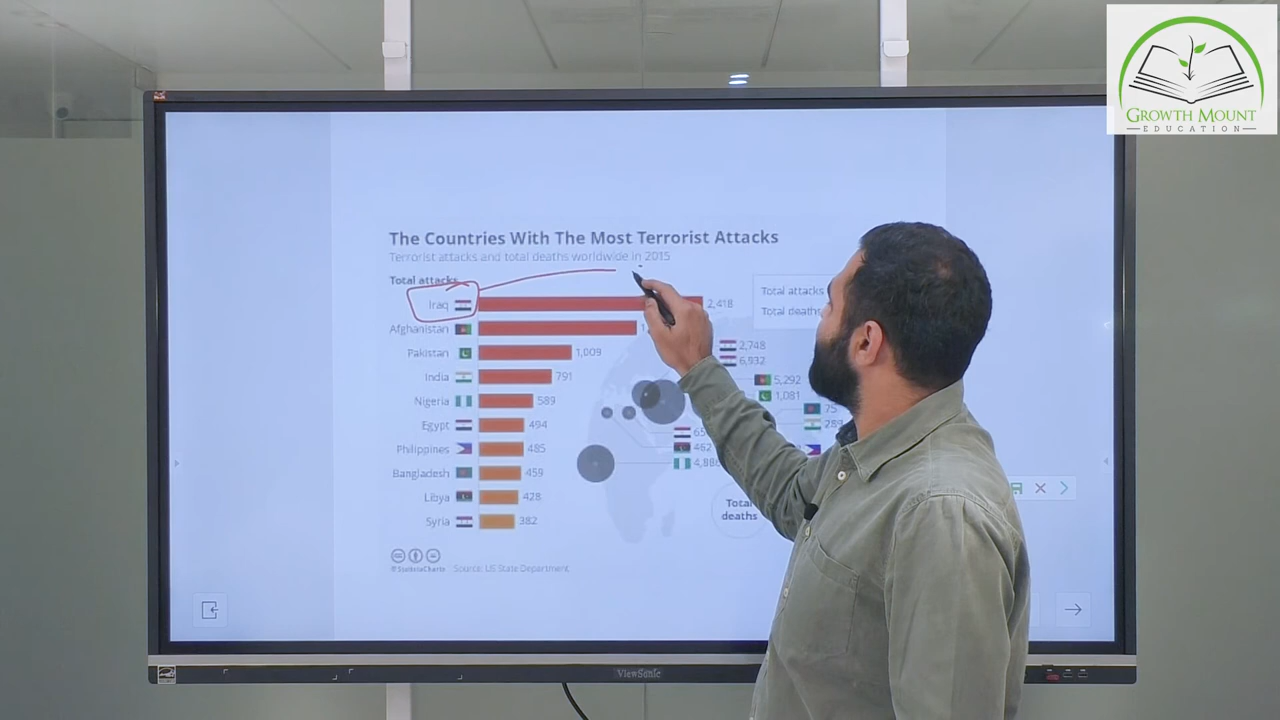 GROWTH MOUNT
EDUCATION
The Countries With The Most Terrorist Attacks
Terrorist attacks and total deaths worldwide in 2015
Total attacks
Iraq 2,418
Afghanistan
Pakistan 1,009
India 791
Nigeria 589
Egypt 494
Philippines 485
Bangladesh 459
Libya 428
Syria 382
Total attacks
Total deaths
2,748
6,932
5,292
1,081
75
462
Total
deaths
@StatistaCharts Source: US State Department
ViewSonic